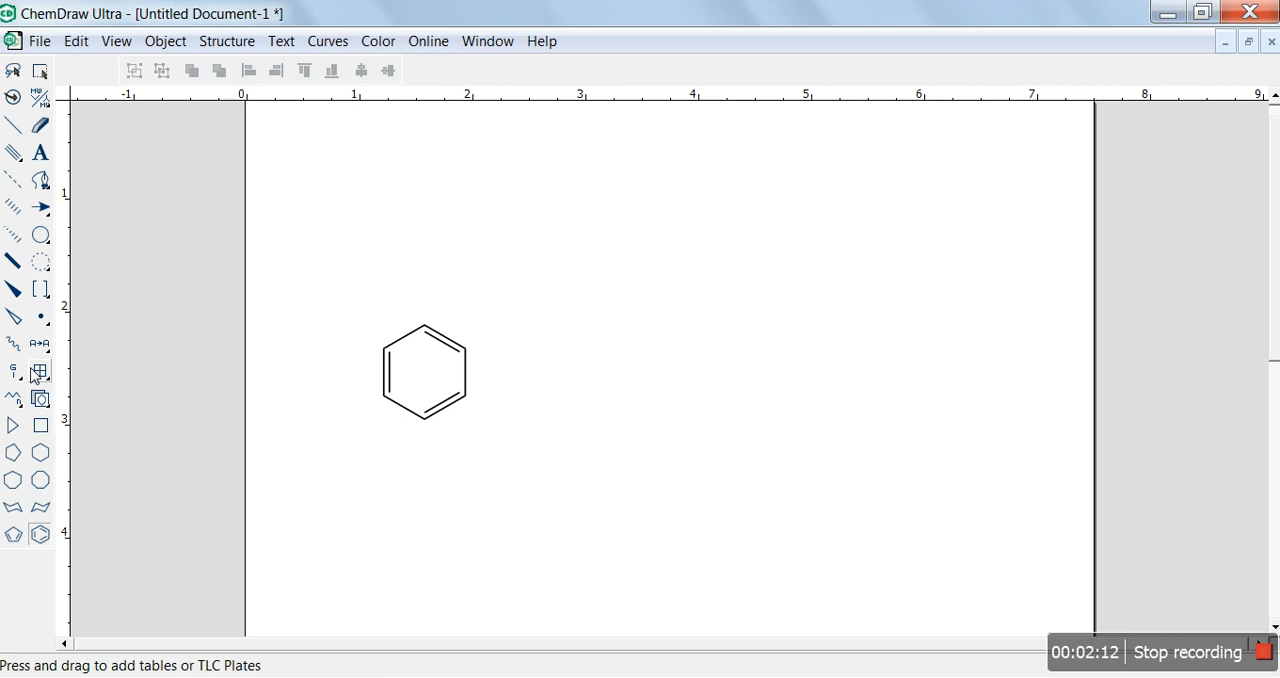 ChemDraw Ultra - [Untitled Document-1 *]
File Edit View Object Structure Text Curves Color Online Window Help
-1 0 1 2 3 4 5 6 7 8 9
MW
A
1
2
[ ]
A A
G
3
4
00:02:12 Stop recording
Press and drag to add tables or TLC Plates